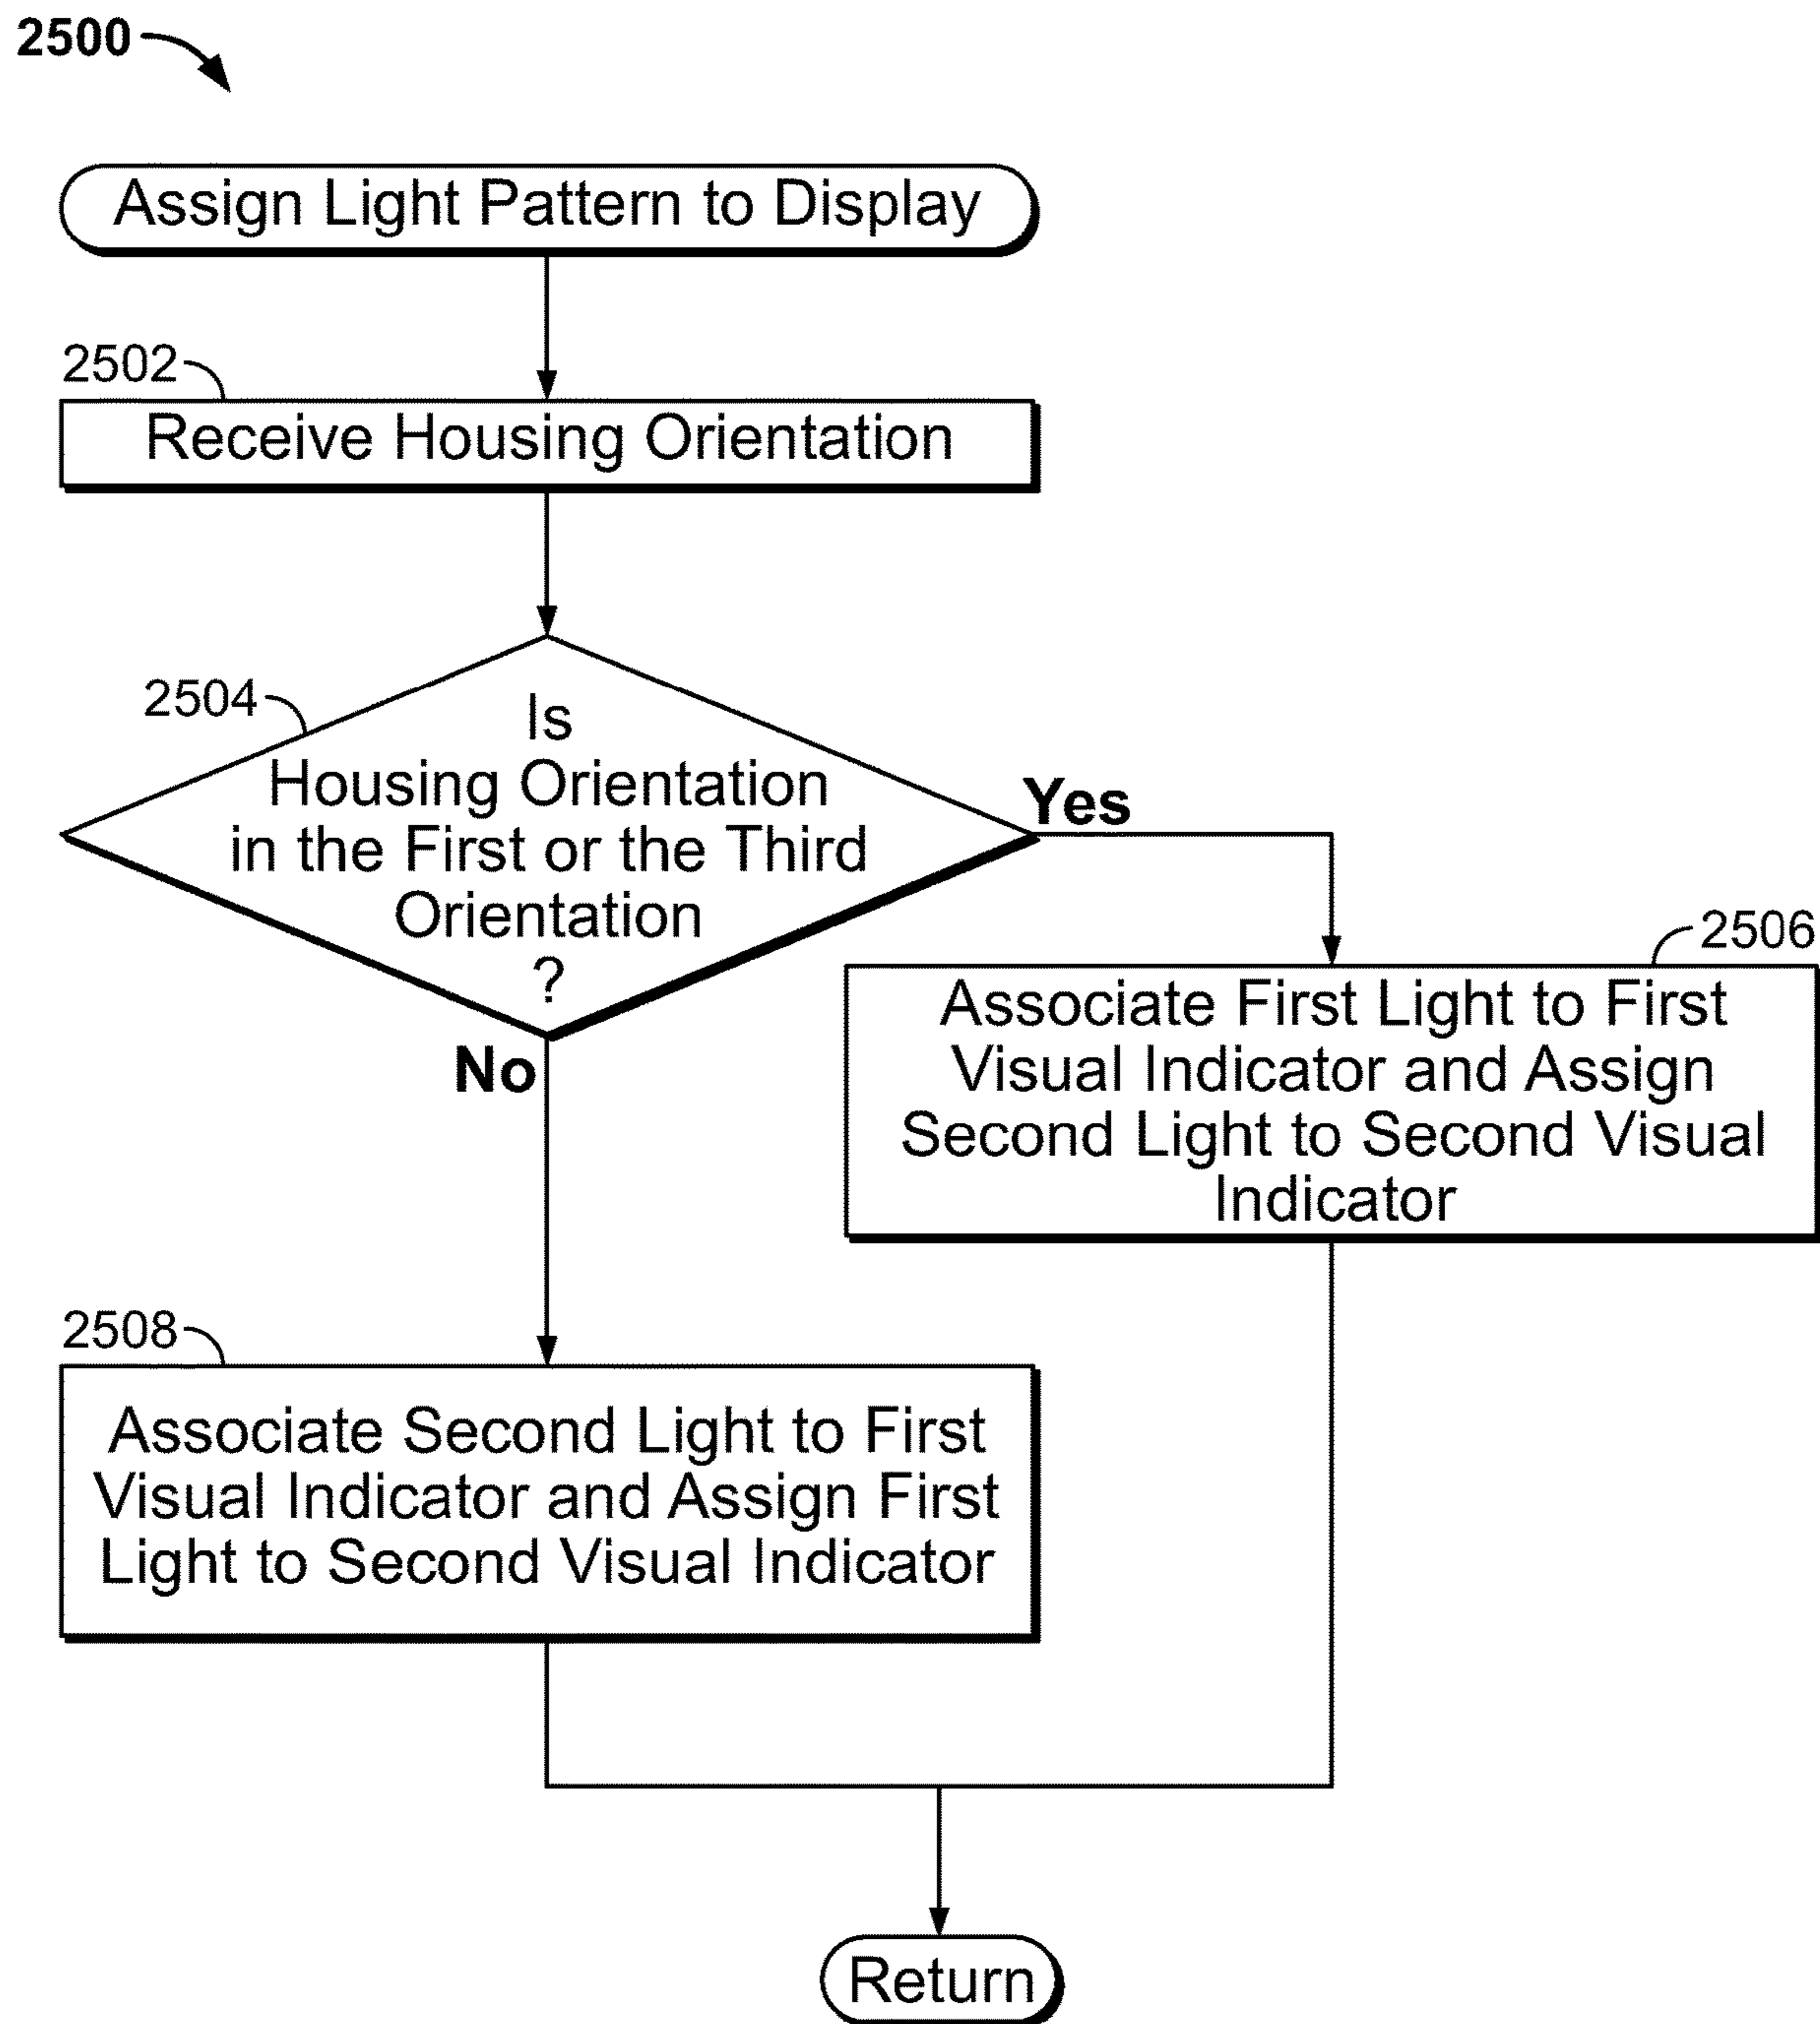 2500
Assign Light Pattern to Display
2502
Receive Housing Orientation
2504
Is
Housing Orientation
in the First or the Third
Orientation
?
Yes
No
2506
Associate First Light to First
Visual Indicator and Assign
Second Light to Second Visual
Indicator
2508
Associate Second Light to First
Visual Indicator and Assign First
Light to Second Visual Indicator
Return